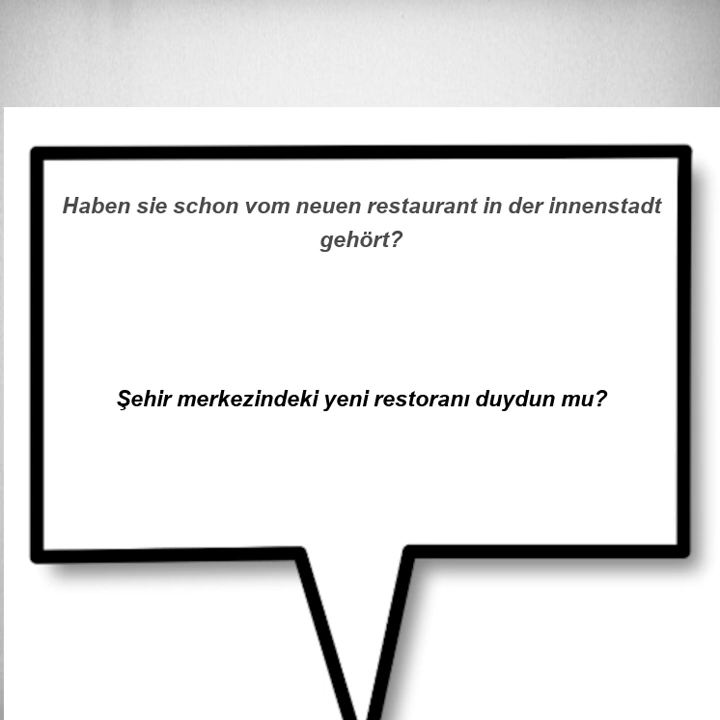 Haben sie schon vom neuen restaurant in der innenstadt
gehört?
Şehir merkezindeki yeni restoranı duydun mu?